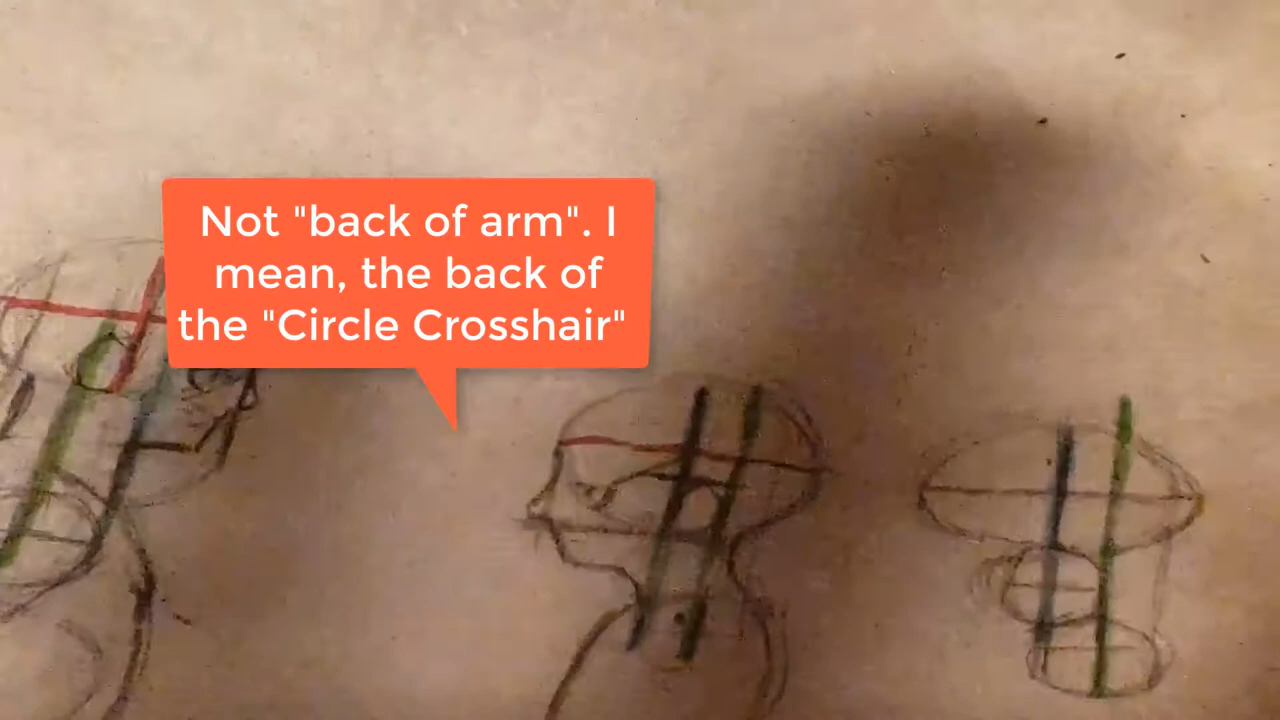 Not "back of arm". I
mean, the back of
the "Circle Crosshair"